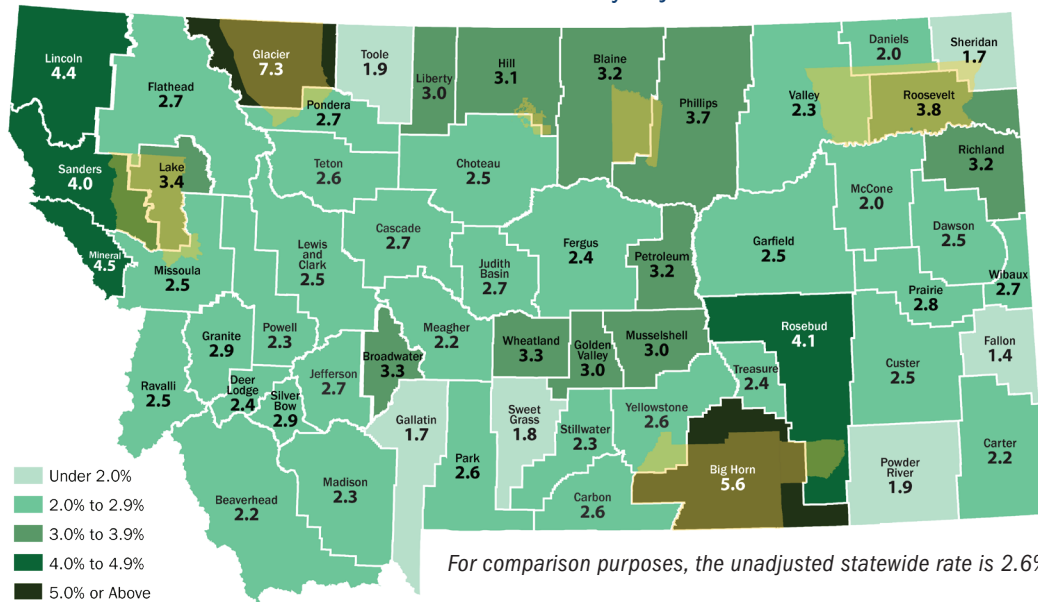 Lincoln
4.4
Flathead
2.7
Glacier
7.3
Toole
1.9
Liberty
3.0
Hill
3.1
Blaine
3.2
Phillips
3.7
Valley
2.3
Daniels
2.0
Sheridan
1.7
Roosevelt
3.8
Pondera
2.7
Sanders
4.0
Lake
3.4
Teton
2.6
Choteau
2.5
Richland
3.2
McCone
2.0
Dawson
2.5
Mineral
4.5
Missoula
2.5
Lewis
and
Clark
2.5
Cascade
2.7
Judith
Basin
2.7
Fergus
2.4
Petroleum
3.2
Garfield
2.5
Prairie
2.8
Wibaux
2.7
Granite
2.9
Powell
2.3
Meagher
2.2
Wheatland
3.3
Golden
Valley
3.0
Musselshell
3.0
Rosebud
4.1
Fallon
1.4
Ravalli
2.5
Deer
Lodge
2.4
Silver
Bow
2.9
Jefferson
2.7
Broadwater
3.3
Treasure
2.4
Custer
2.5
Gallatin
1.7
Park
2.6
Sweet
Grass
1.8
Stillwater
2.3
Yellowstone
2.6
Big Horn
5.6
Powder
River
1.9
Carter
2.2
Beaverhead
2.2
Madison
2.3
Carbon
2.6
Under 2.0%
2.0% to 2.9%
3.0% to 3.9%
4.0% to 4.9%
5.0% or Above
For comparison purposes, the unadjusted statewide rate is 2.6%